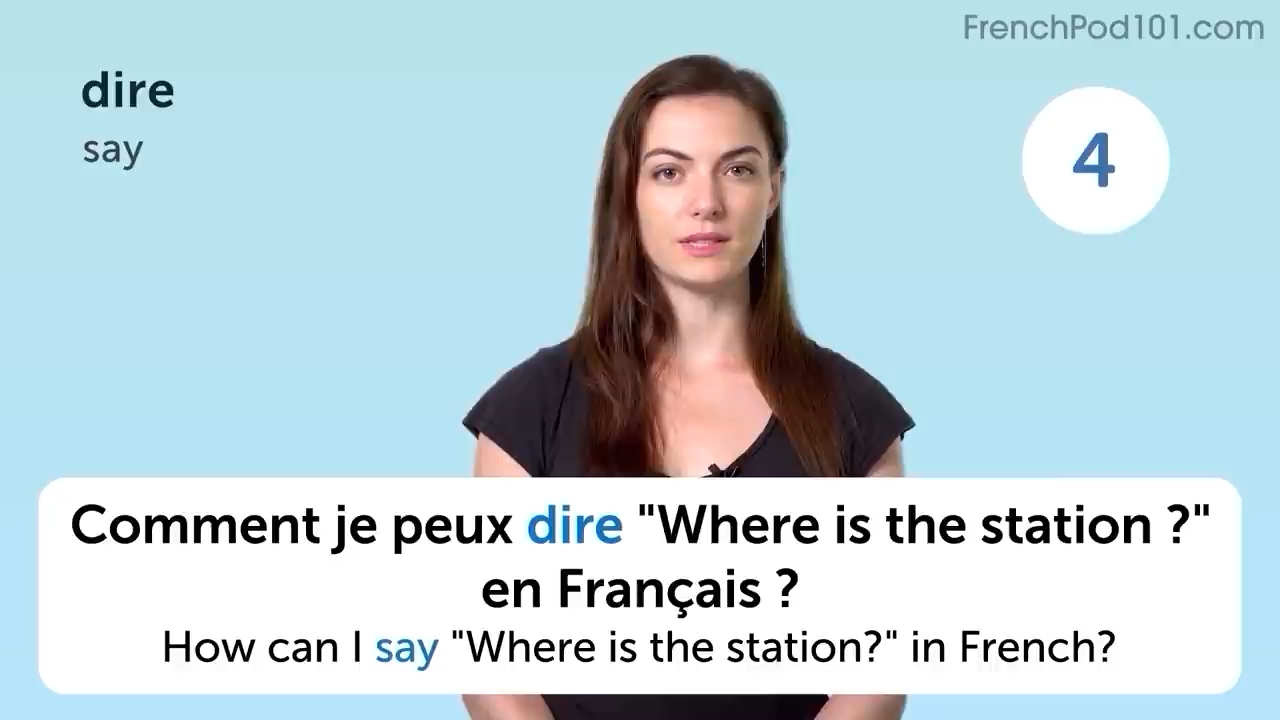 FrenchPod101.com
dire
say
4
Comment je peux dire "Where is the station ?"
en Français ?
How can I say "Where is the station?" in French?